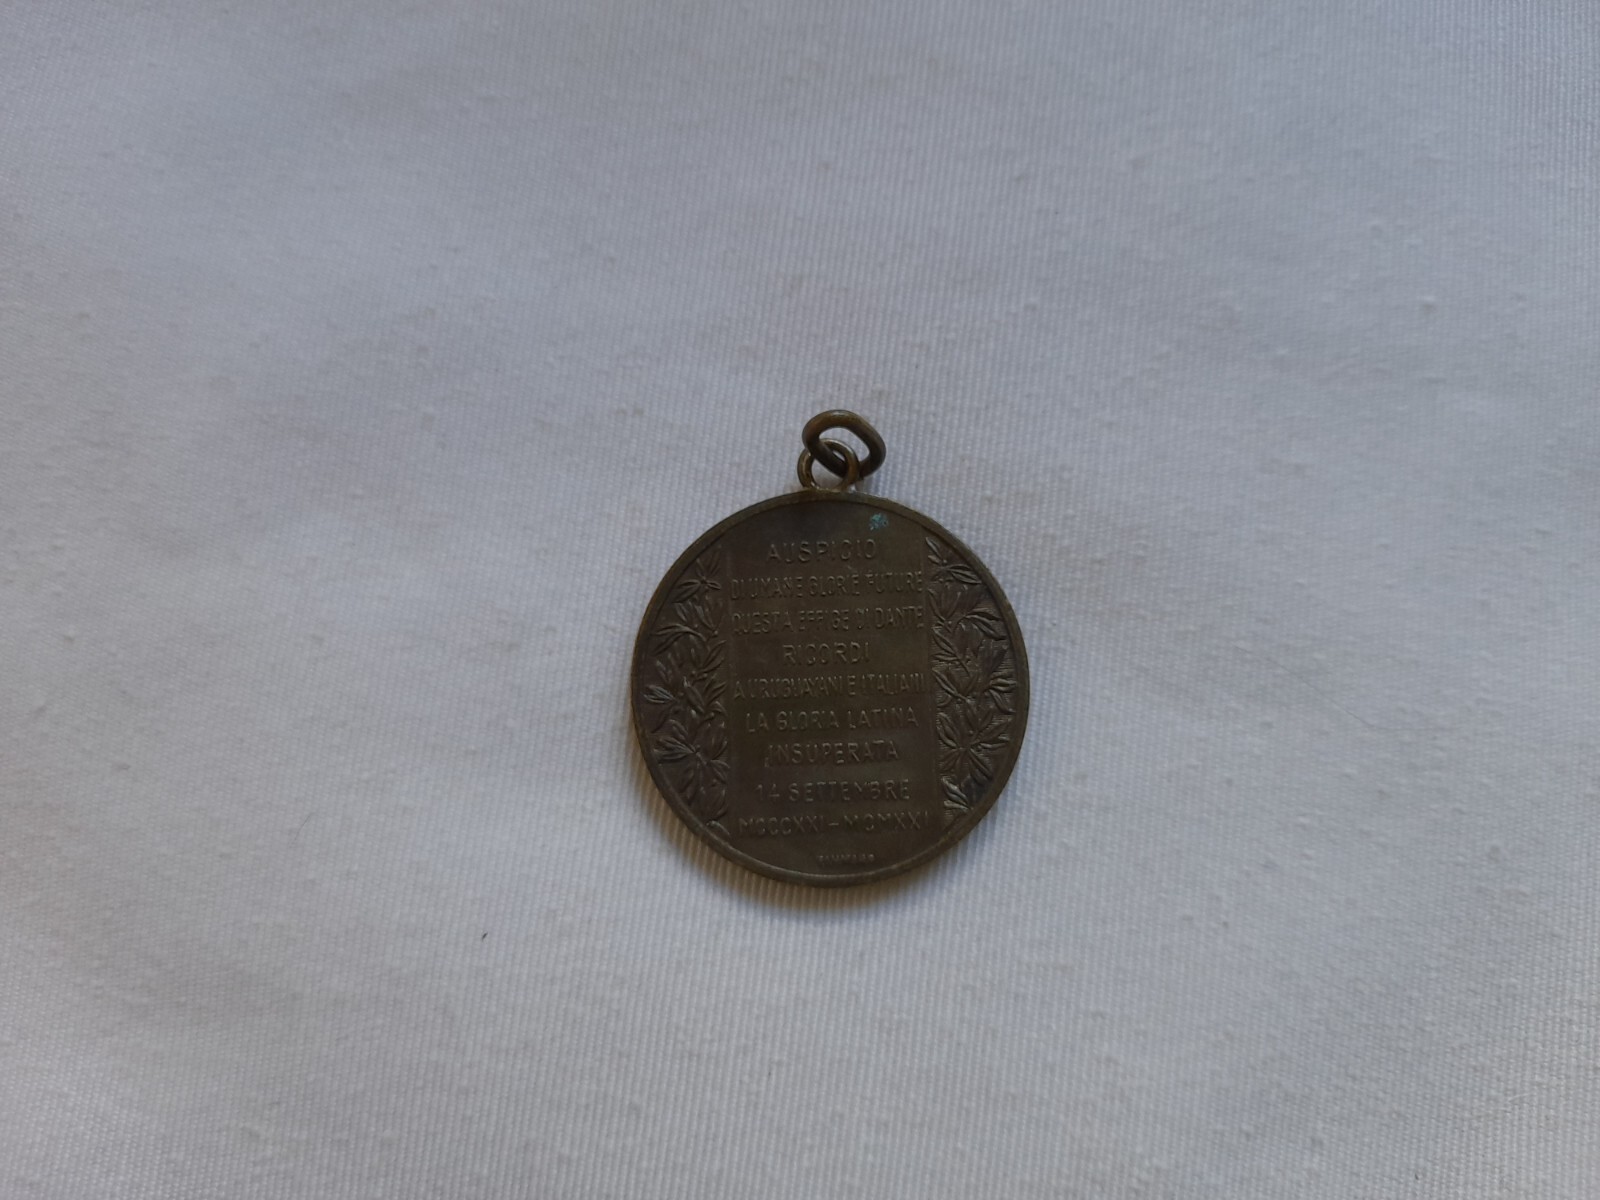 AUSPICIO
DI UMANE GLORIE FUTURE
QUESTA EFFIGE DI DANTE
RICORDI
A URUGUAYANI E ITALIANI
LA GLORIA LATINA
INSUPERATA
14 SETTEMBRE
MCCCXXI-MCMXXI